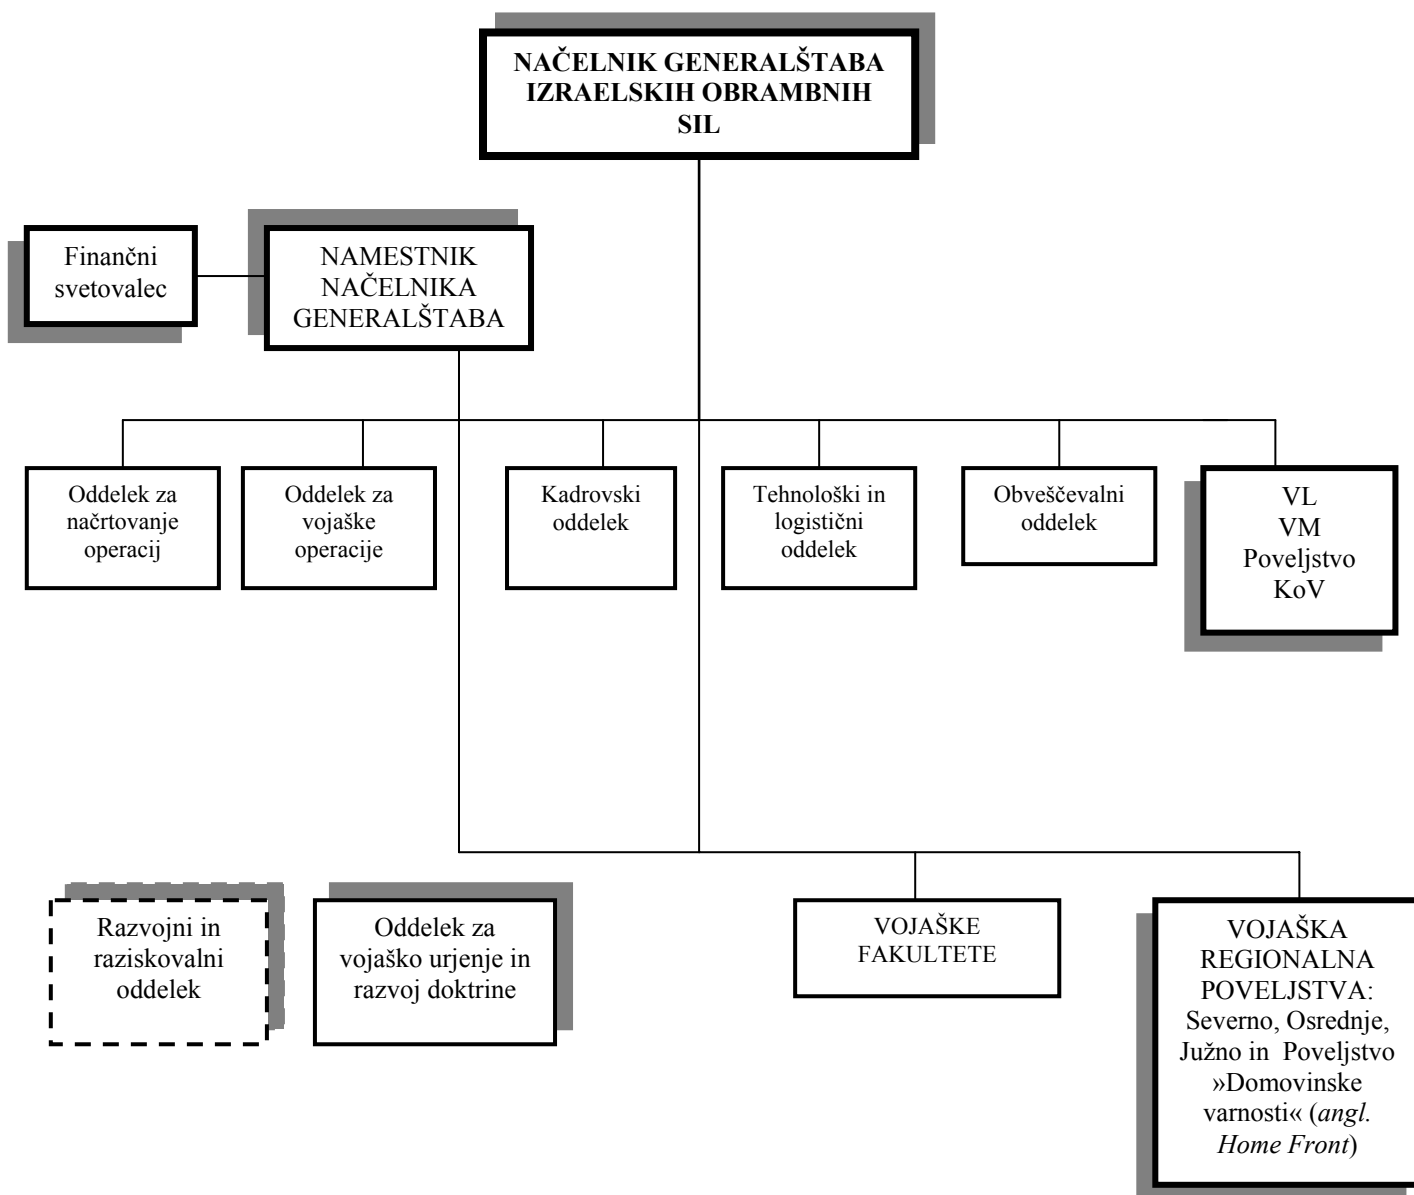 NAČELNIK GENERALŠTABA
IZRAELSKIH OBRAMBNIH
SIL
Finančni
svetovalec
NAMESTNIK
NAČELNIKA
GENERALŠTABA
Oddelek za
načrtovanje
operacij
Oddelek za
vojaške
operacije
Kadrovski
oddelek
Tehnološki in
logistični
oddelek
Obveščevalni
oddelek
VL
VM
Poveljstvo
KoV
Razvojni in
raziskovalni
oddelek
Oddelek za
vojaško urjenje in
razvoj doktrine
VOJAŠKE
FAKULTETE
VOJAŠKA
REGIONALNA
POVELJSTVA:
Severno, Osrednje,
Južno in  Poveljstvo
»Domovinske
varnosti« (angl.
Home Front)